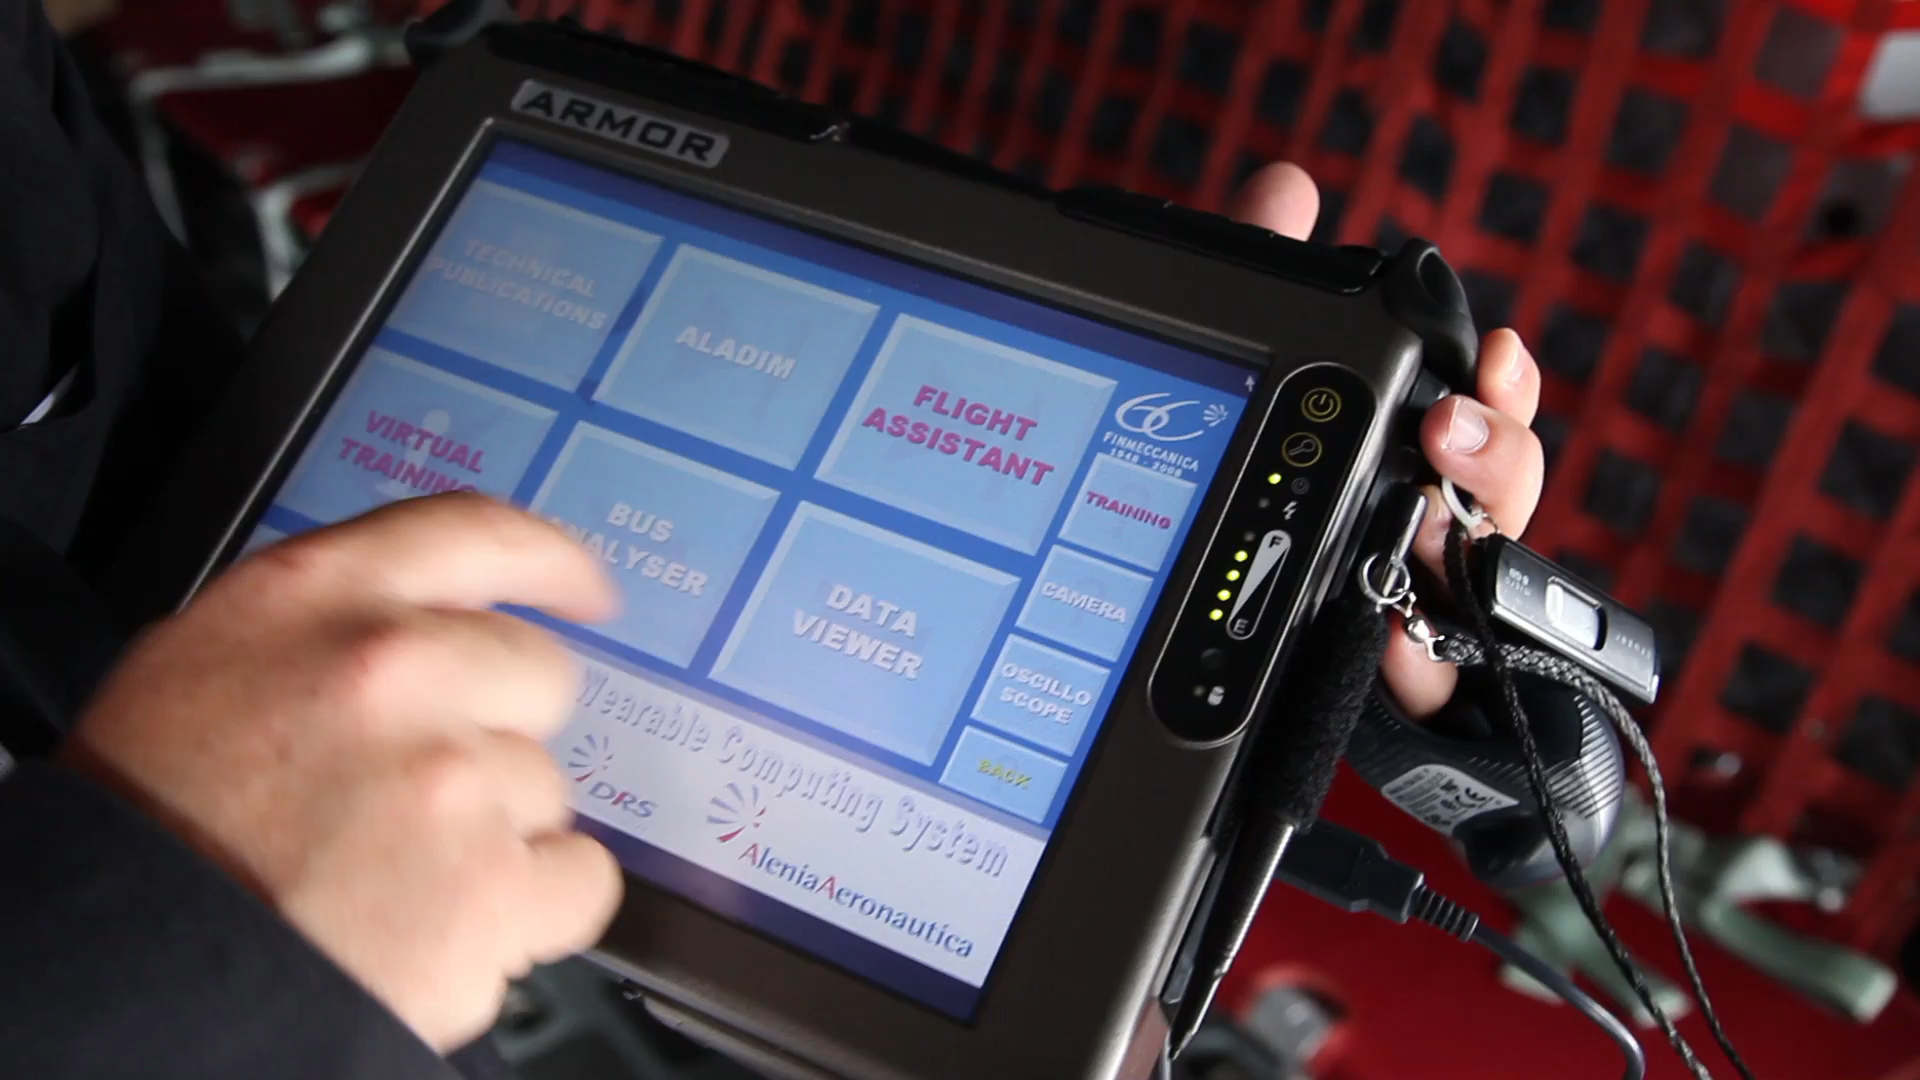 ARMOR
TECHNICAL
PUBLICATIONS
ALADIM
FLIGHT
ASSISTANT
FINMECCANICA
1948 - 2008
VIRTUAL
TRAINING
BUS
ANALYSER
DATA
VIEWER
TRAINING
CAMERA
OSCILLO
SCOPE
BACK
Wearable Computing System
DRS
AleniaAeronautica
F
E